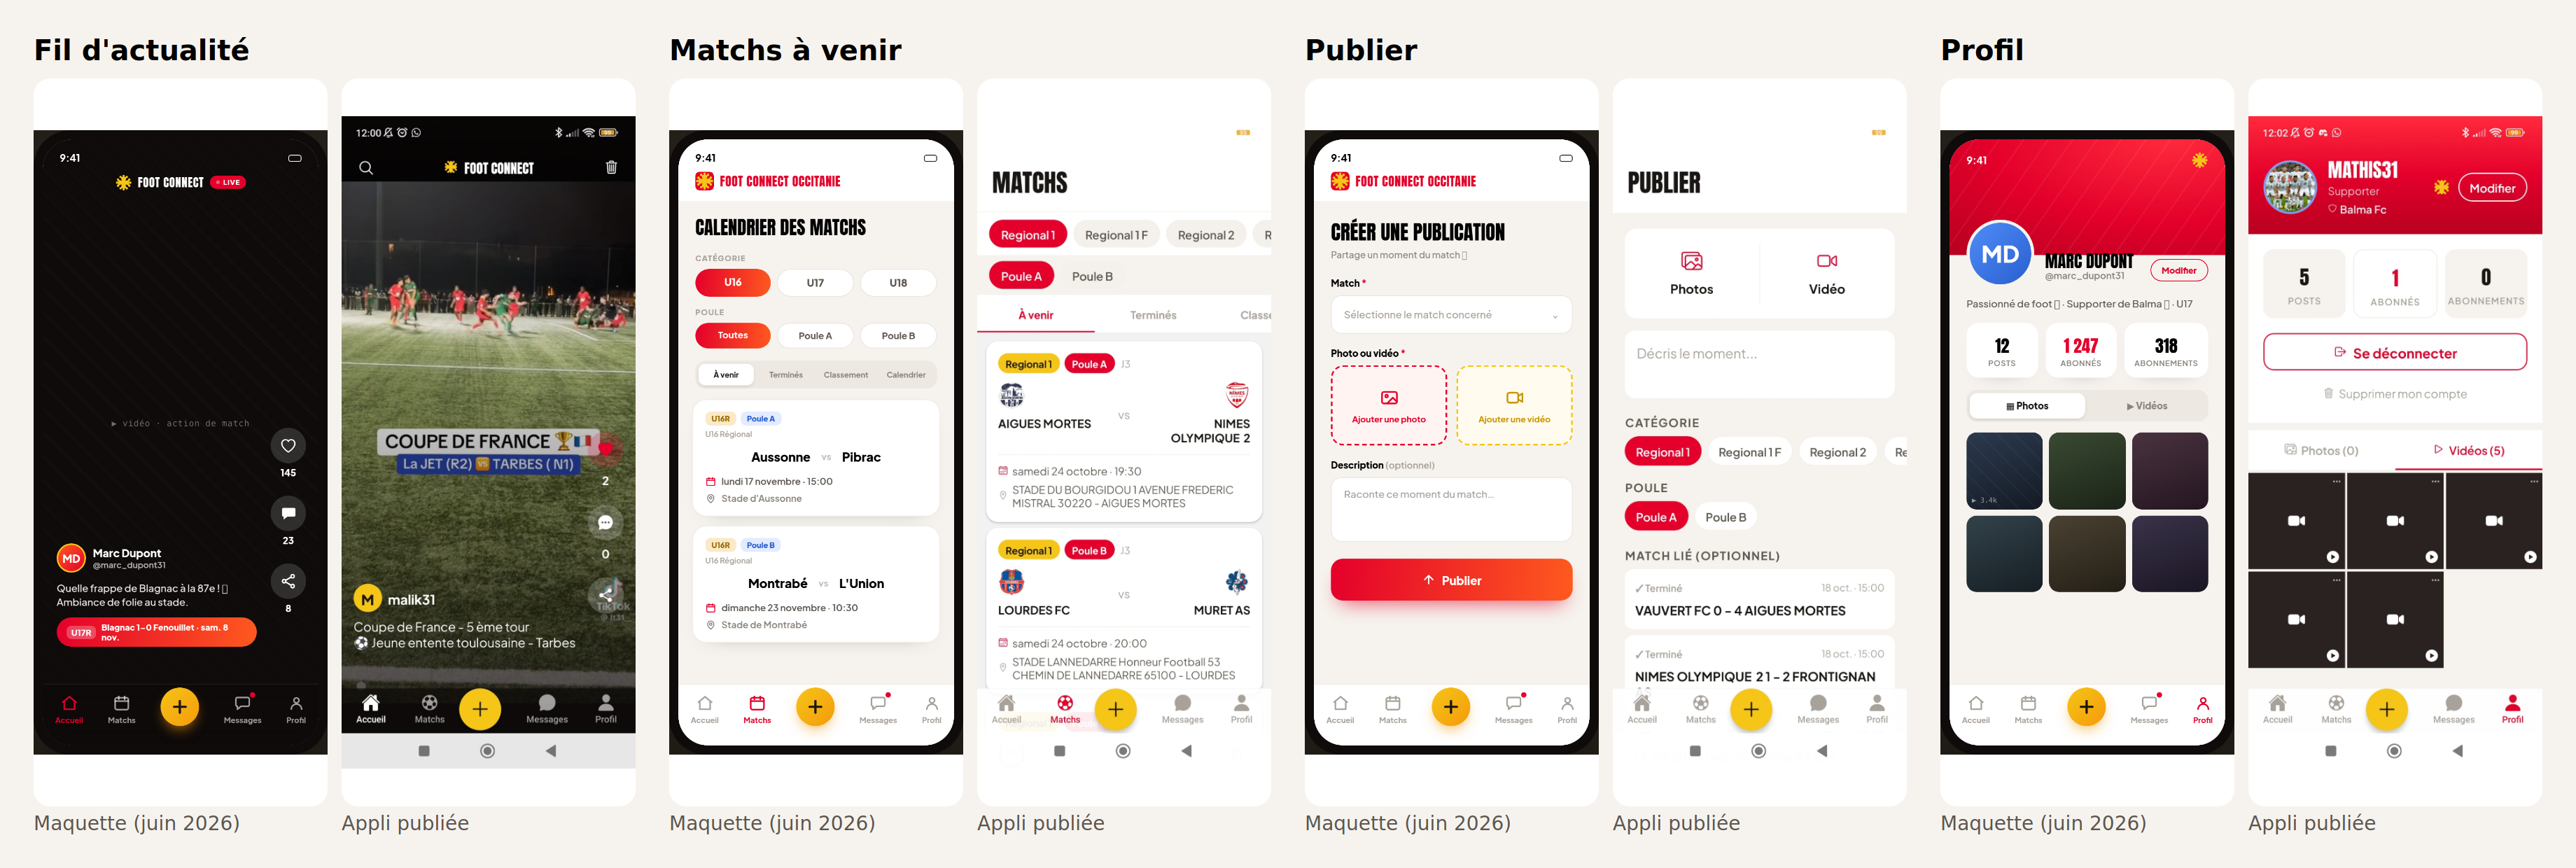 Fil d'actualité
9:41
FOOT CONNECT
LIVE
▶ vidéo · action de match
145
23
8
MD
Marc Dupont
@marc_dupont31
Quelle frappe de Blagnac à la 87e !
Ambiance de folie au stade.
U17R
Blagnac 1–0 Fenouillet · sam. 8
nov.
Accueil
Matchs
+
Messages
Profil
Maquette (juin 2026)
12:00
FOOT CONNECT
COUPE DE FRANCE 🏆🇫🇷
La JET (R2) 🆚 TARBES ( N1)
2
0
TikTok
M
malik31
Coupe de France - 5 ème tour
⚽ Jeune entente toulousaine - Tarbes
Accueil
Matchs
+
Messages
Profil
Appli publiée
Matchs à venir
9:41
FOOT CONNECT OCCITANIE
CALENDRIER DES MATCHS
CATÉGORIE
U16
U17
U18
POULE
Toutes
Poule A
Poule B
À venir
Terminés
Classement
Calendrier
U16R
Poule A
U16 Régional
Aussonne vs Pibrac
lundi 17 novembre · 15:00
Stade d'Aussonne
U16R
Poule B
U16 Régional
Montrabé vs L'Union
dimanche 23 novembre · 10:30
Stade de Montrabé
Accueil
Matchs
+
Messages
Profil
Maquette (juin 2026)
MATCHS
Regional 1
Regional 1 F
Regional 2
R
Poule A
Poule B
À venir
Terminés
Classe
Regional 1
Poule A
J3
AIGUES MORTES
VS
NIMES
OLYMPIQUE 2
samedi 24 octobre · 19:30
STADE DU BOURGIDOU 1 AVENUE FREDERIC
MISTRAL 30220 - AIGUES MORTES
Regional 1
Poule B
J3
LOURDES FC
VS
MURET AS
samedi 24 octobre · 20:00
STADE LANNEDARRE Honneur Football 53
CHEMIN DE LANNEDARRE 65100 - LOURDES
Accueil
Matchs
+
Messages
Profil
Appli publiée
Publier
9:41
FOOT CONNECT OCCITANIE
CRÉER UNE PUBLICATION
Partage un moment du match
Match *
Sélectionne le match concerné
Photo ou vidéo *
Ajouter une photo
Ajouter une vidéo
Description (optionnel)
Raconte ce moment du match...
Publier
Accueil
Matchs
+
Messages
Profil
Maquette (juin 2026)
PUBLIER
Photos
Vidéo
Décris le moment...
CATÉGORIE
Regional 1
Regional 1 F
Regional 2
Re
POULE
Poule A
Poule B
MATCH LIÉ (OPTIONNEL)
✓ Terminé
18 oct. · 15:00
VAUVERT FC 0 – 4 AIGUES MORTES
✓ Terminé
18 oct. · 15:00
NIMES OLYMPIQUE 2 1 – 2 FRONTIGNAN
Accueil
Matchs
+
Messages
Profil
Appli publiée
Profil
9:41
MD
MARC DUPONT
@marc_dupont31
Modifier
Passionné de foot · Supporter de Balma · U17
12
POSTS
1 247
ABONNÉS
318
ABONNEMENTS
Photos
▶ Vidéos
▶ 3.4k
Accueil
Matchs
+
Messages
Profil
Maquette (juin 2026)
12:02
MATHIS31
Supporter
Balma Fc
Modifier
5
POSTS
1
ABONNÉS
0
ABONNEMENTS
Se déconnecter
Supprimer mon compte
Photos (0)
Vidéos (5)
Accueil
Matchs
+
Messages
Profil
Appli publiée